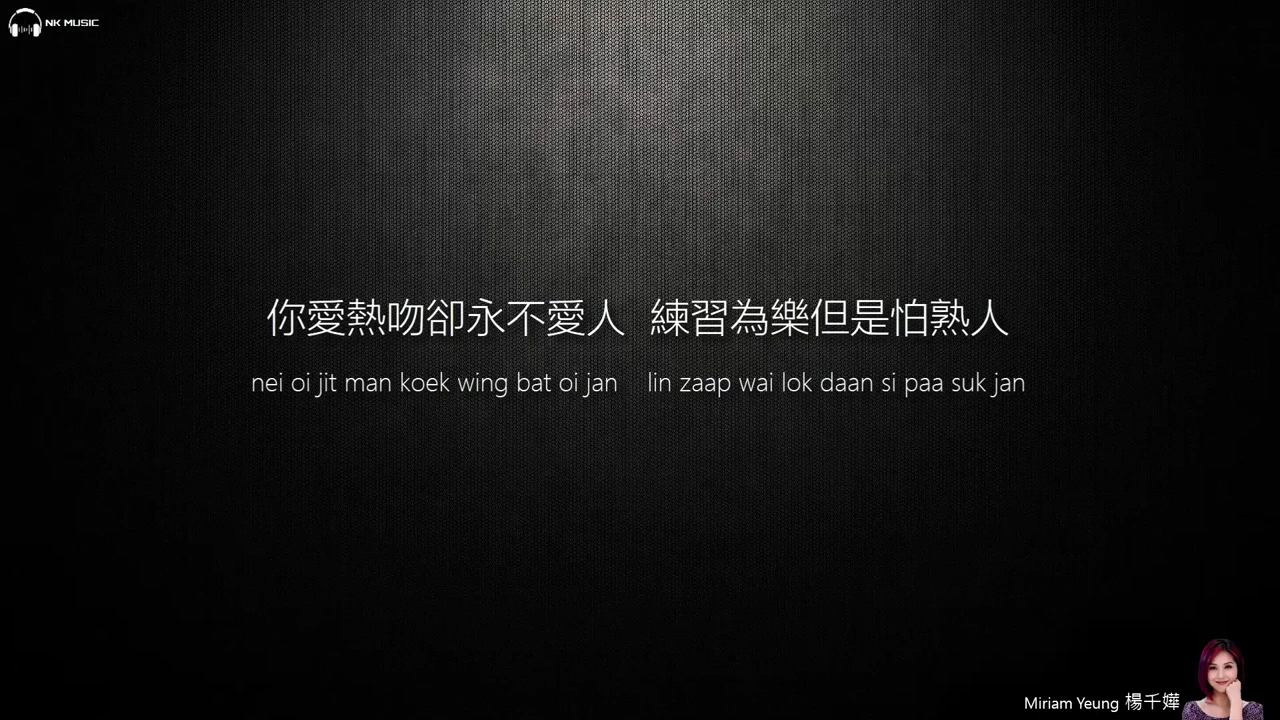 NK MUSIC
你愛熱吻卻永不愛人 練習為樂但是怕熟人
nei oi jit man koek wing bat oi jan lin zaap wai lok daan si paa suk jan
Miriam Yeung 楊千嬅